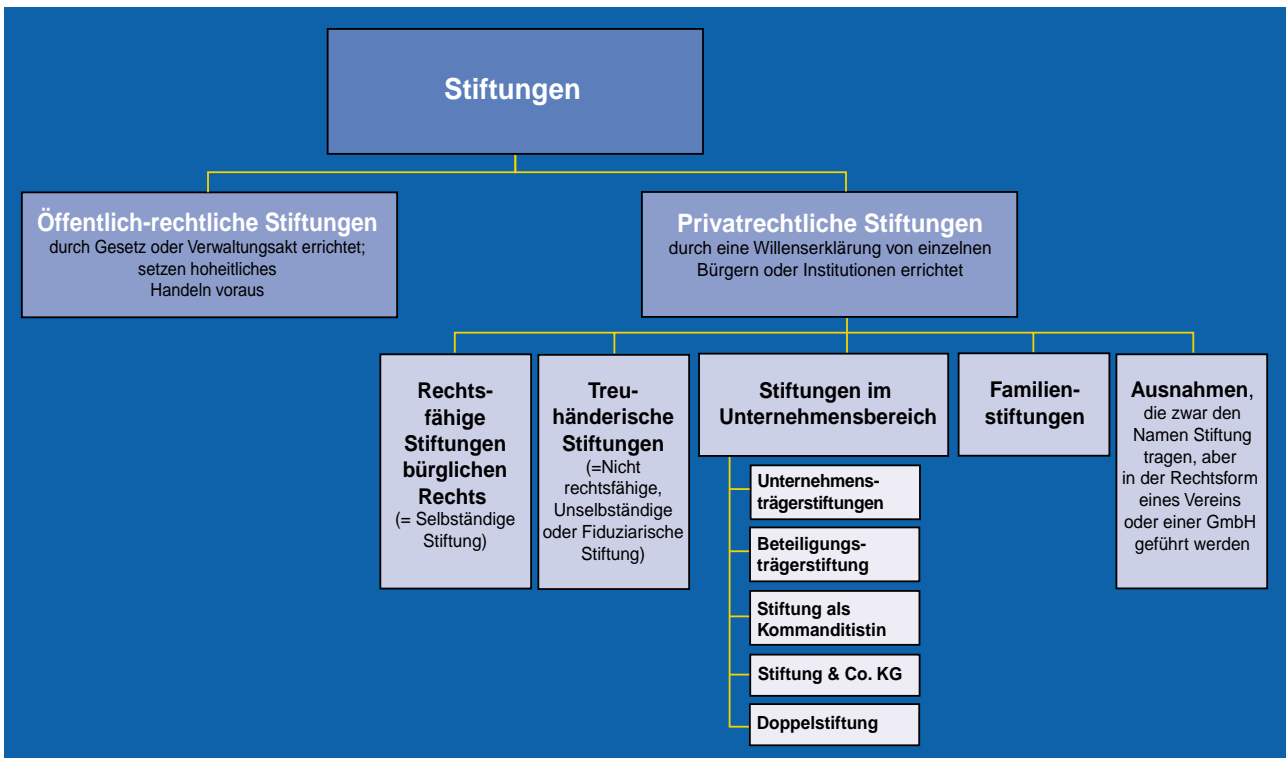 Stiftungen
Öffentlich-rechtliche Stiftungen
durch Gesetz oder Verwaltungsakt errichtet;
setzen hoheitliches
Handeln voraus
Privatrechtliche Stiftungen
durch eine Willenserklärung von einzelnen
Bürgern oder Institutionen errichtet
Rechts-
fähige
Stiftungen
bürglichen
Rechts
(= Selbständige
Stiftung)
Treu-
händerische
Stiftungen
(=Nicht
rechtsfähige,
Unselbständige
oder Fiduziarische
Stiftung)
Stiftungen im
Unternehmensbereich
Unternehmens-
trägerstiftungen
Beteiligungs-
trägerstiftung
Stiftung als
Kommanditistin
Stiftung & Co. KG
Doppelstiftung
Familien-
stiftungen
Ausnahmen,
die zwar den
Namen Stiftung
tragen, aber
in der Rechtsform
eines Vereins
oder einer GmbH
geführt werden